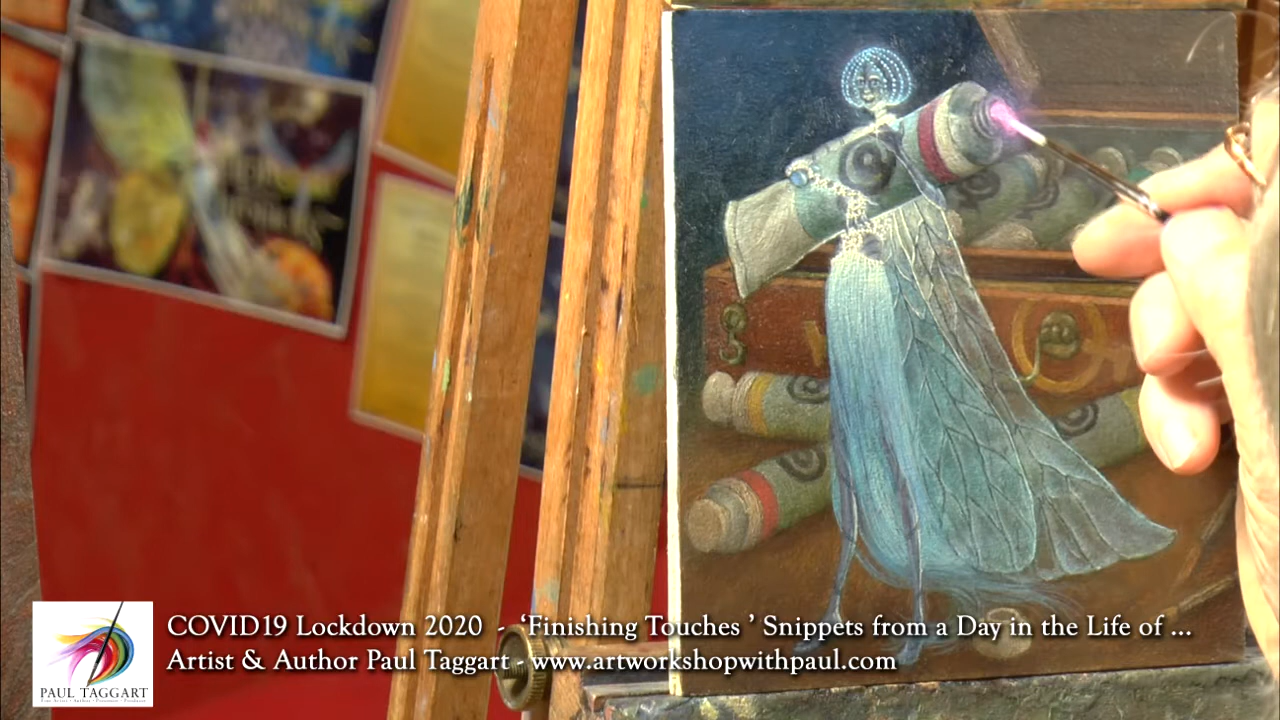 COVID19 Lockdown 2020 - ‘Finishing Touches ’ Snippets from a Day in the Life of ...
Artist & Author Paul Taggart - www.artworkshopwithpaul.com
PAUL TAGGART